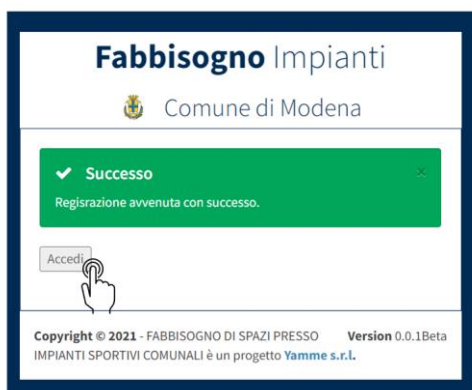 Fabbisogno Impianti
Comune di Modena
✔ Successo ×
Regisrazione avvenuta con successo.
Accedi
Copyright © 2021 - FABBISOGNO DI SPAZI PRESSO Version 0.0.1Beta
IMPIANTI SPORTIVI COMUNALI è un progetto Yamme s.r.l.